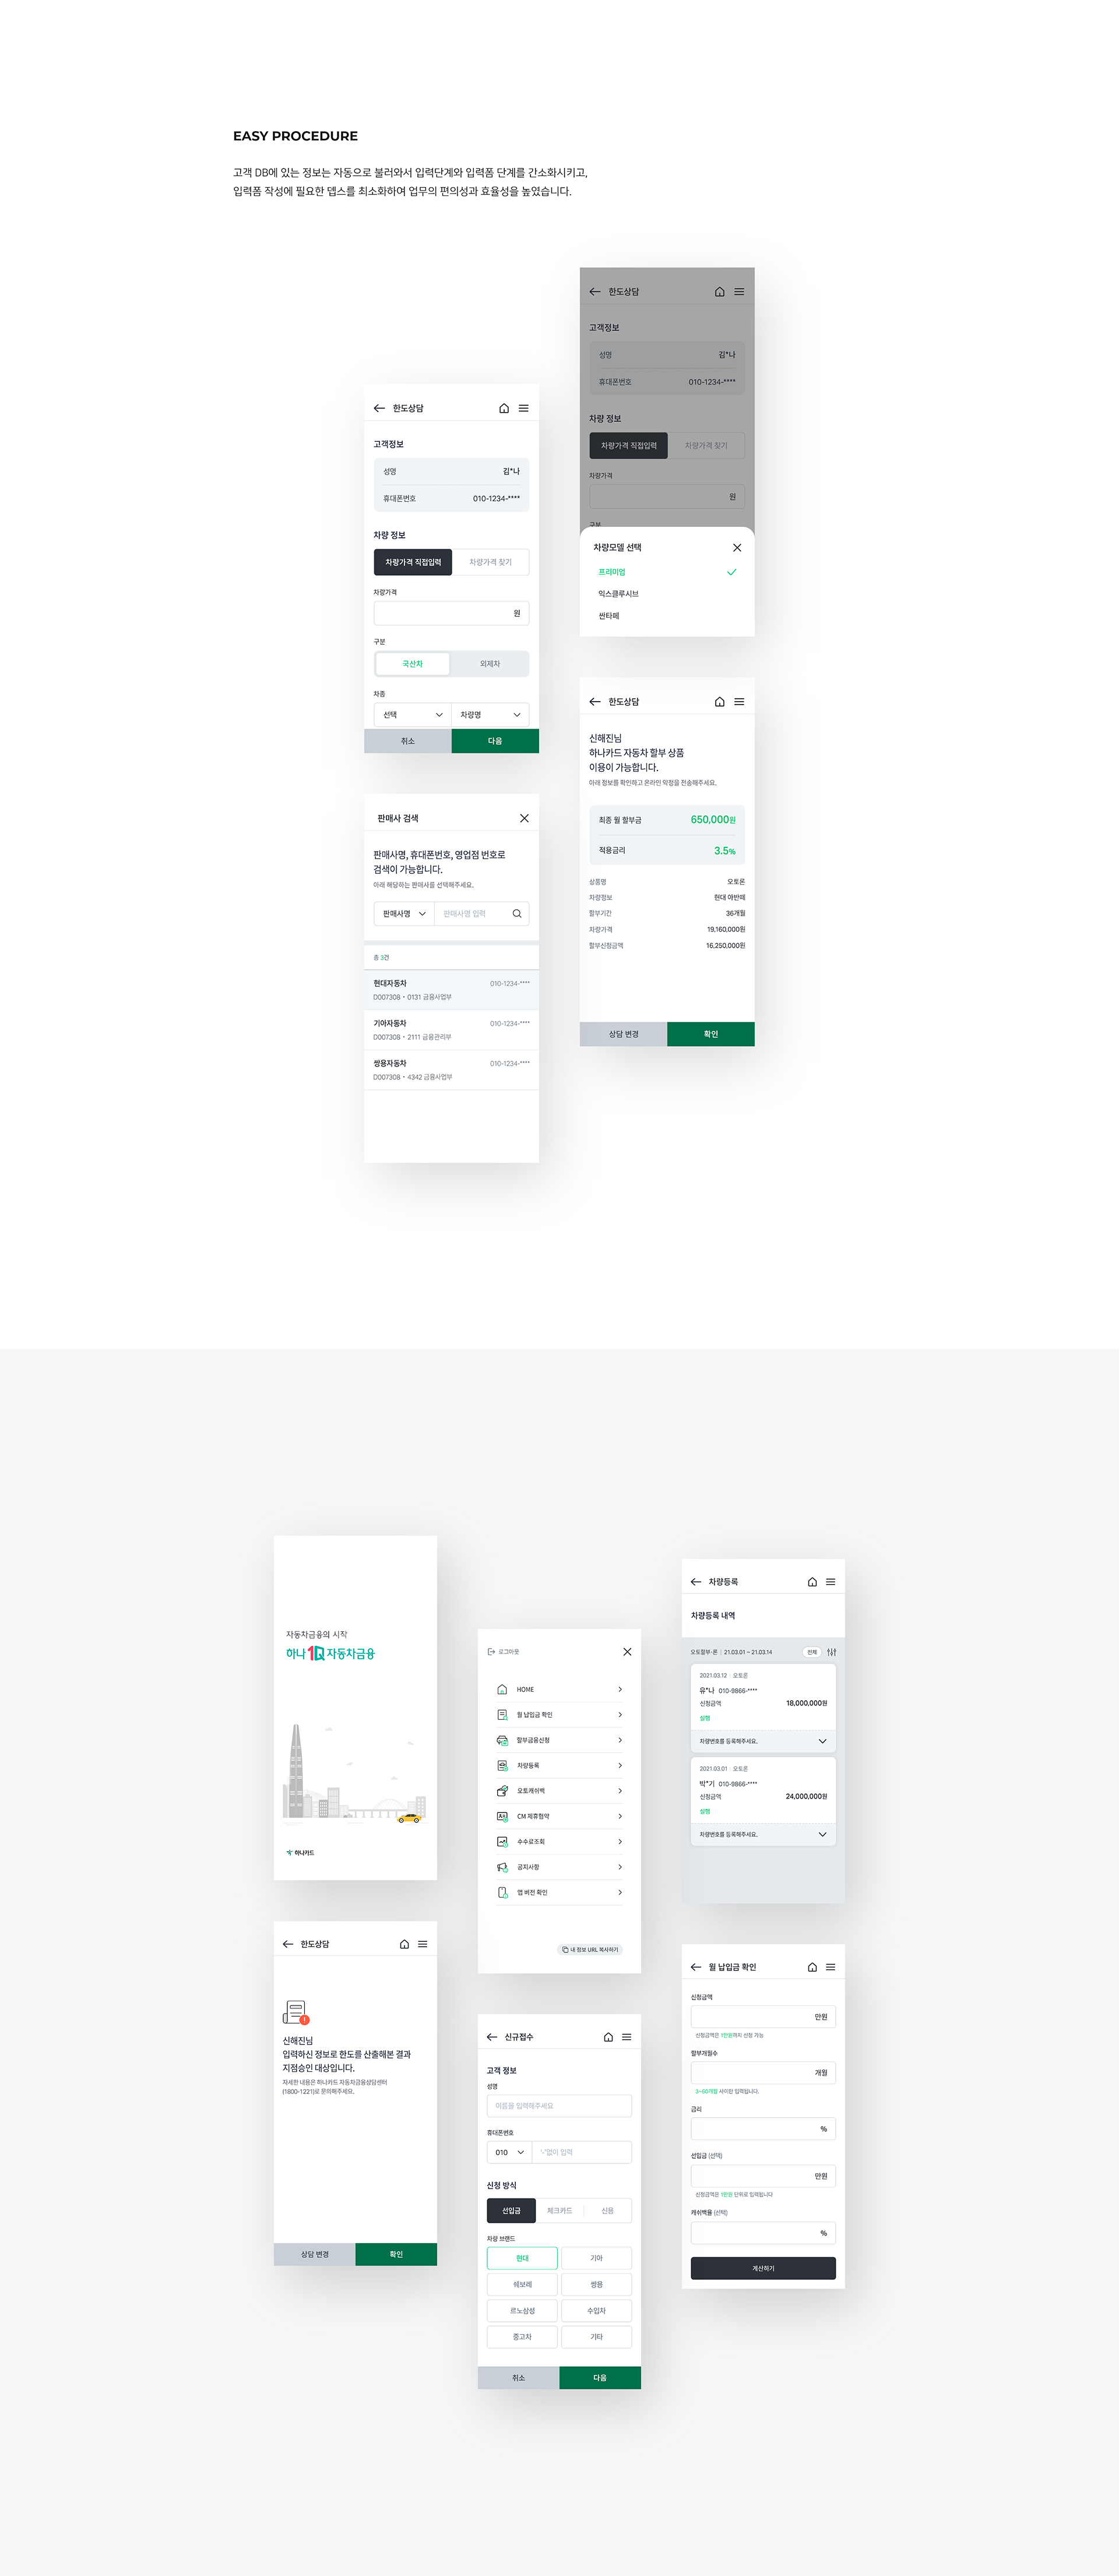 EASY PROCEDURE
고객 DB에 있는 정보는 자동으로 불러와서 입력단계와 입력폼 단계를 간소화시키고,
입력폼 작성에 필요한 뎁스를 최소화하여 업무의 편의성과 효율성을 높였습니다.
한도상담
고객정보
성명 김*나
휴대폰번호 010-1234-****
차량 정보
차량가격 직접입력 차량가격 찾기
차량가격
원
구분
국산차 외제차
차종
선택 차량명
취소 다음
한도상담
고객정보
성명 김*나
휴대폰번호 010-1234-****
차량 정보
차량가격 직접입력 차량가격 찾기
차량가격
원
구분
차량모델 선택
프리미엄
익스클루시브
싼타페
판매사 검색
판매사명, 휴대폰번호, 영업점 번호로
검색이 가능합니다.
아래 해당하는 판매사를 선택해주세요.
판매사명 판매사명 입력
총 3건
현대자동차 010-1234-****
D007308 • 0131 금융사업부
기아자동차 010-1234-****
D007308 • 2111 금융관리부
쌍용자동차 010-1234-****
D007308 • 4342 금융사업부
한도상담
신해진님
하나카드 자동차 할부 상품
이용이 가능합니다.
아래 정보를 확인하고 온라인 약정을 전송해주세요.
최종 월 할부금 650,000원
적용금리 3.5%
상품명 오토론
차량정보 현대 아반떼
할부기간 36개월
차량가격 19,160,000원
할부신청금액 16,250,000원
상담 변경 확인
자동차금융의 시작
하나 1Q 자동차금융
하나카드
한도상담
신해진님
입력하신 정보로 한도를 산출해본 결과
지점승인 대상입니다.
자세한 내용은 하나카드 자동차금융상담센터
(1800-1221)로 문의해주세요.
상담 변경 확인
로그아웃
HOME
월 납입금 확인
할부금융신청
차량등록
오토캐쉬백
CM 제휴협약
수수료조회
공지사항
앱 버전 확인
내 정보 URL 복사하기
신규접수
고객 정보
성명
이름을 입력해주세요
휴대폰번호
010 '-'없이 입력
신청 방식
선입금 체크카드 신용
차량 브랜드
현대 기아
쉐보레 쌍용
르노삼성 수입차
중고차 기타
취소 다음
차량등록
차량등록 내역
오토할부·론 | 21.03.01 ~ 21.03.14 전체
2021.03.12 | 오토론
유*나 010-9866-****
신청금액 18,000,000원
실행
차량번호를 등록해주세요.
2021.03.01 | 오토론
박*기 010-9866-****
신청금액 24,000,000원
실행
차량번호를 등록해주세요.
월 납입금 확인
신청금액
만원
신청금액은 1만원까지 신청 가능
할부개월수
개월
3~60개월 사이만 입력됩니다.
금리
%
선입금 (선택)
만원
신청금액은 1만원 단위로 입력됩니다
캐쉬백율 (선택)
%
계산하기